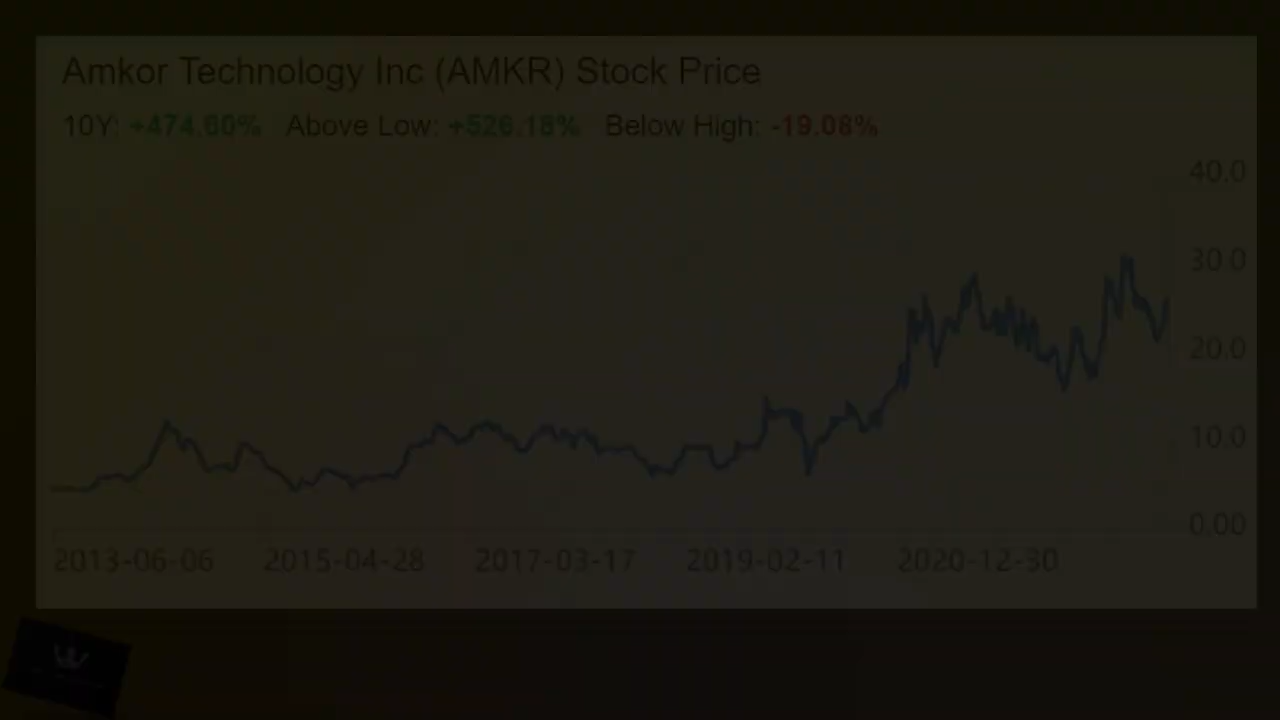 Amkor Technology Inc (AMKR) Stock Price
10Y: +474.60% Above Low: +526.18% Below High: -19.08%
40.0
30.0
20.0
10.0
0.00
2013-06-06 2015-04-28 2017-03-17 2019-02-11 2020-12-30